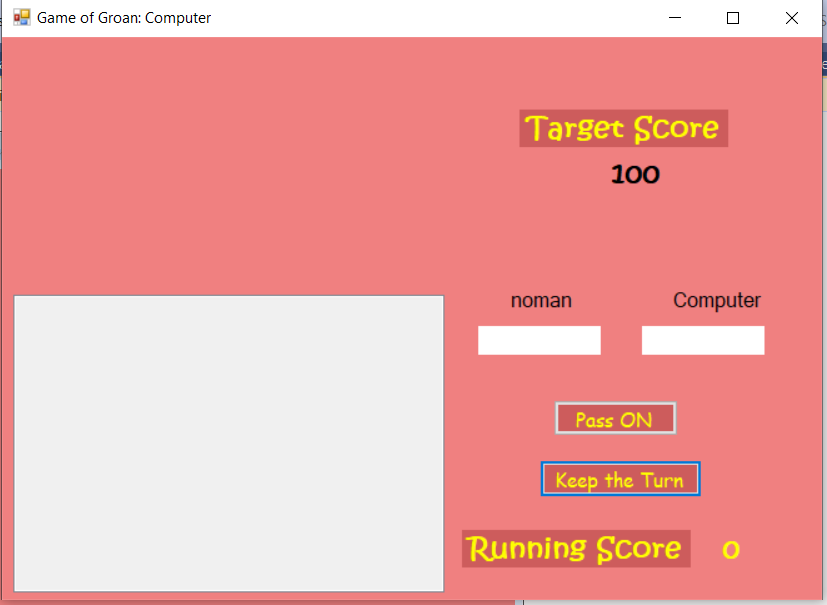 Game of Groan: Computer
Target Score
100
noman Computer
Pass ON
Keep the Turn
Running Score 0